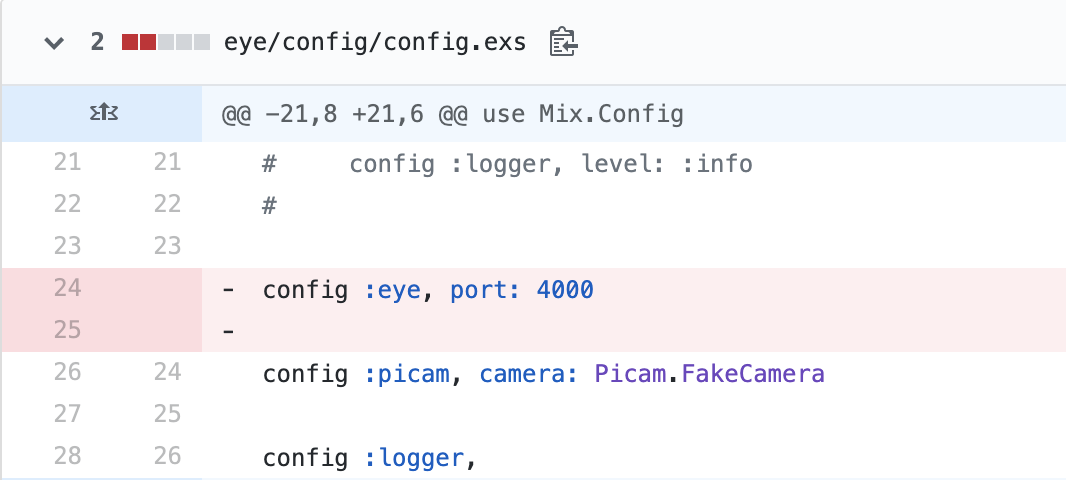 2 eye/config/config.exs
@@ -21,8 +21,6 @@ use Mix.Config
21 21 #     config :logger, level: :info
22 22 #
23 23
24 - config :eye, port: 4000
25 -
26 24 config :picam, camera: Picam.FakeCamera
27 25
28 26 config :logger,